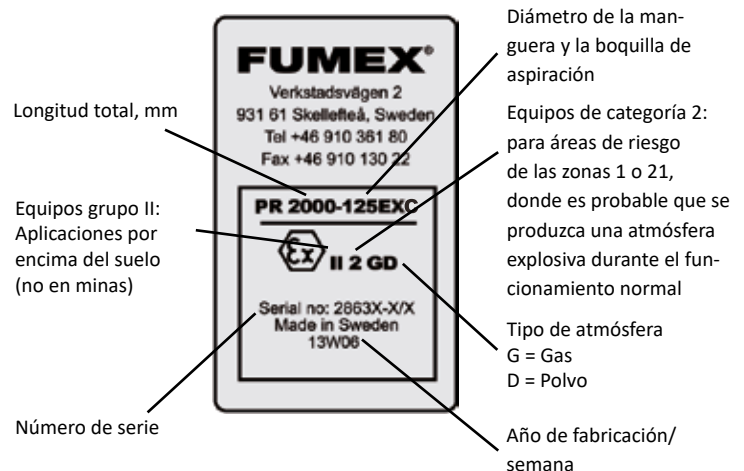 Diámetro de la man-
guera y la boquilla de
aspiración
FUMEX®
Verkstadsvägen 2
931 61 Skellefteå, Sweden
Tel +46 910 361 80
Fax +46 910 130 22
Longitud total, mm
Equipos de categoría 2:
para áreas de riesgo
de las zonas 1 o 21,
donde es probable que se
produzca una atmósfera
explosiva durante el fun-
cionamiento normal
Equipos grupo II:
Aplicaciones por
encima del suelo
(no en minas)
PR 2000-125EXC
Ex II 2 GD
Serial no: 2863X-X/X
Made in Sweden
13W06
Tipo de atmósfera
G = Gas
D = Polvo
Número de serie
Año de fabricación/
semana